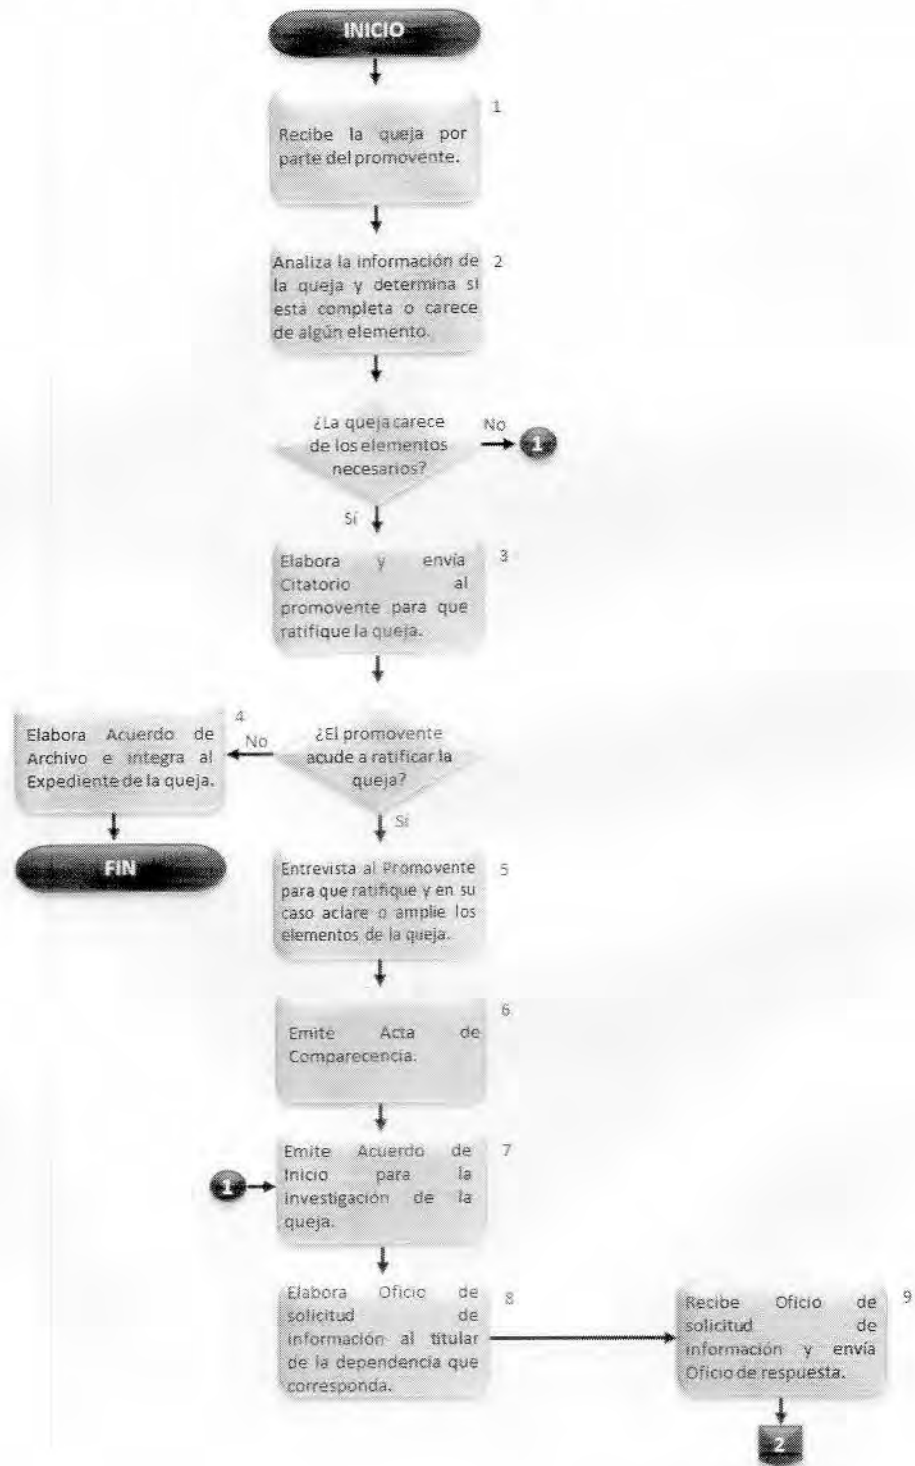 INICIO
1
Recibe la queja por
parte del promovente.
Analiza la información de
la queja y determina si
está completa o carece
de algún elemento.
2
¿La queja carece
de los elementos
necesarios?
No
1
Sí
Elabora y envía
Citatorio al
promovente para que
ratifique la queja.
3
4
Elabora Acuerdo de
Archivo e integra al
Expediente de la queja.
No
¿El promovente
acude a ratificar la
queja?
FIN
Sí
Entrevista al Promovente
para que ratifique y en su
caso aclare o amplie los
elementos de la queja.
5
6
Emite Acta de
Comparecencia.
1
Emite Acuerdo de
Inicio para la
investigación de la
queja.
7
Elabora Oficio de
solicitud de
información al titular
de la dependencia que
corresponda.
8
Recibe Oficio de
solicitud de
información y envía
Oficio de respuesta.
9
2